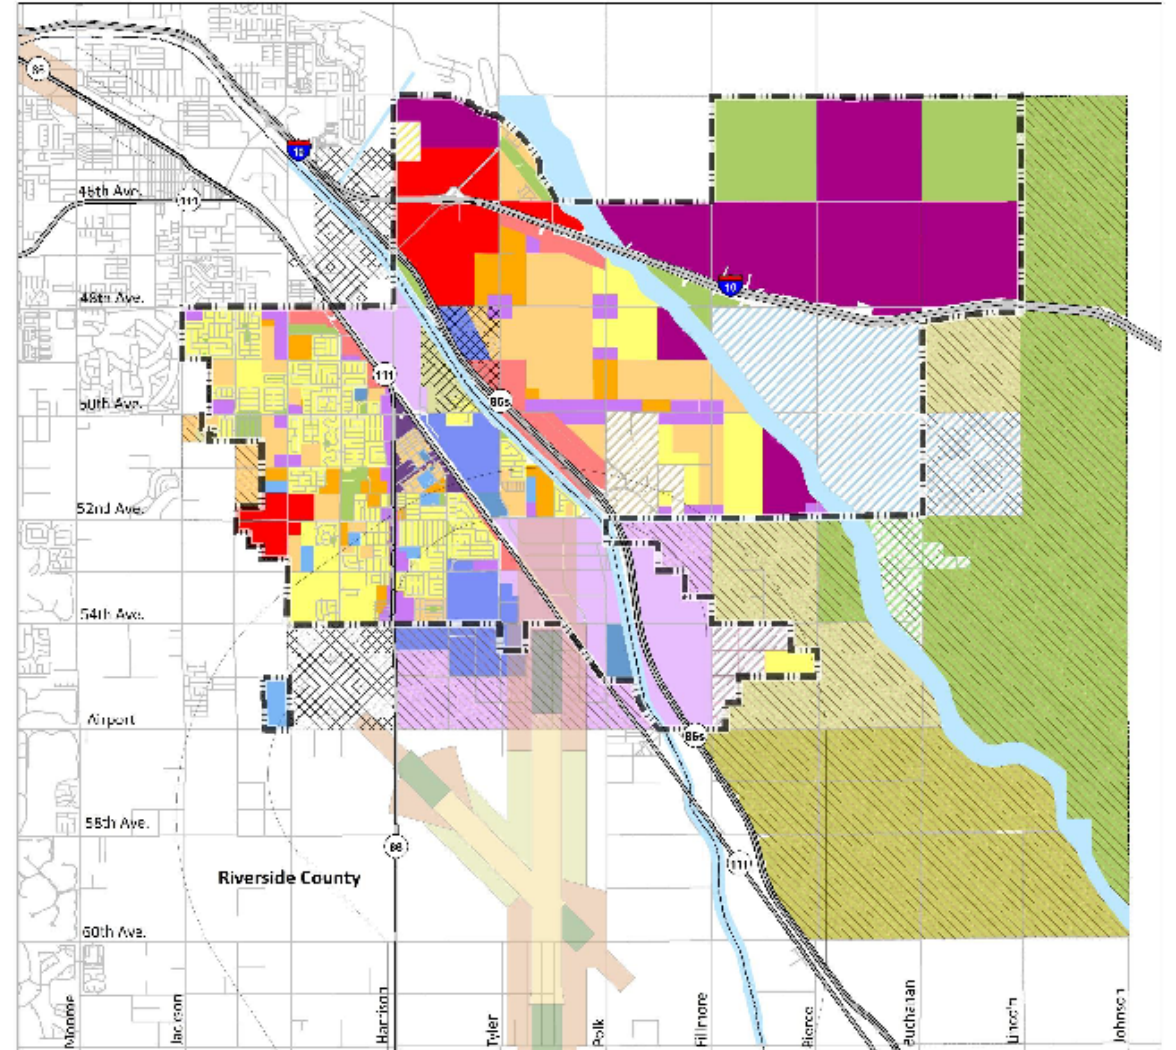 86
10
46th Ave.
111
10
48th Ave.
111
50th Ave.
86s
52nd Ave.
54th Ave.
Airport
86s
58th Ave.
86
111
Riverside County
60th Ave.
Monroe
Jackson
Harrison
Tyler
Polk
Fillmore
Pierce
Buchanan
Lincoln
Johnson